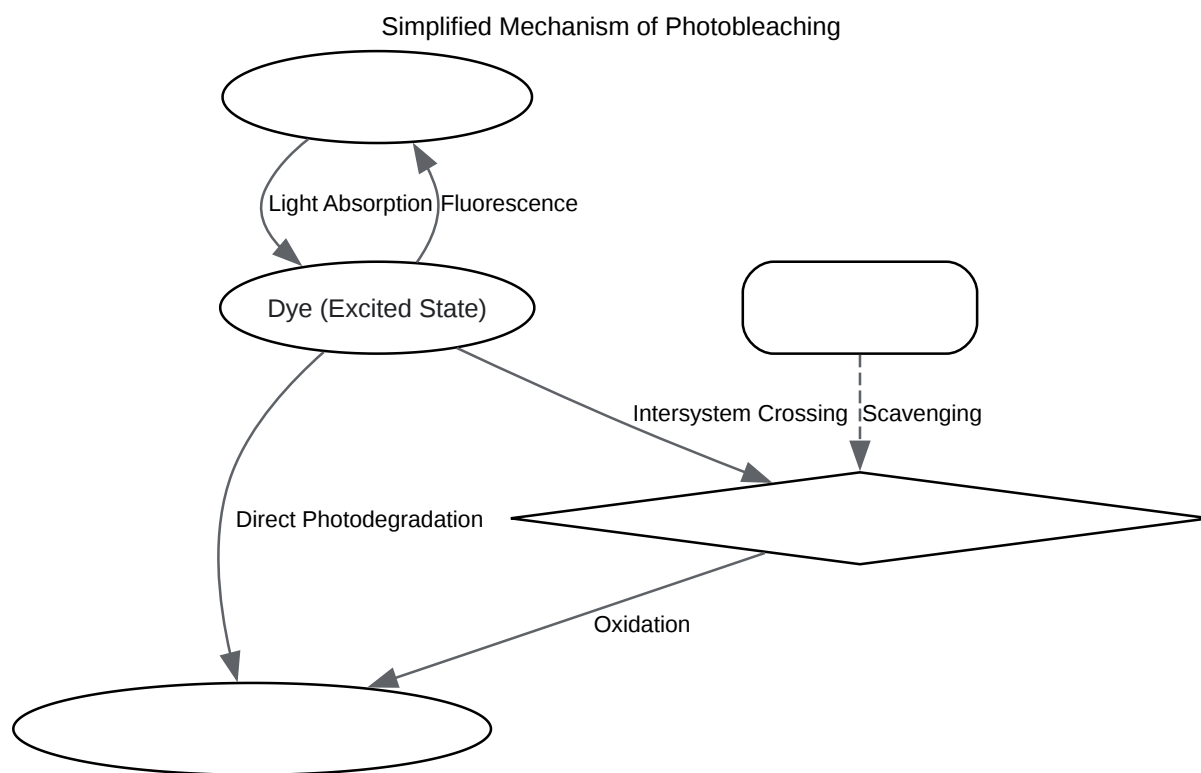 Simplified Mechanism of Photobleaching
Light Absorption
Fluorescence
Dye (Excited State)
Intersystem Crossing
Scavenging
Direct Photodegradation
Oxidation